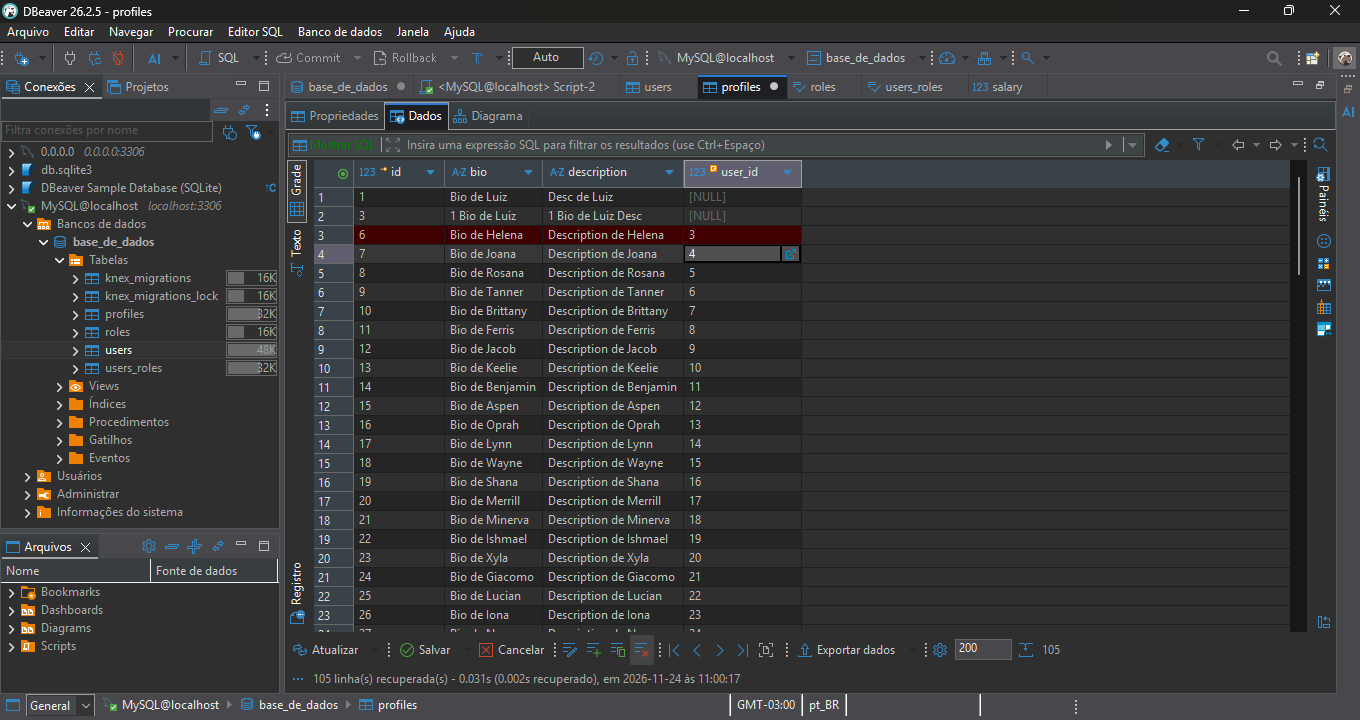 DBeaver 26.2.5 - profiles
Arquivo Editar Navegar Procurar Editor SQL Banco de dados Janela Ajuda
AI SQL Commit Rollback T Auto MySQL@localhost base_de_dados
Conexões Projetos
base_de_dados <MySQL@localhost> Script-2 users profiles roles users_roles 123 salary
AI
Propriedades Dados Diagrama
Filtra conexões por nome
Mostrar SQL Insira uma expressão SQL para filtrar os resultados (use Ctrl+Espaço)
0.0.0.0 0.0.0.0:3306
db.sqlite3
DBeaver Sample Database (SQLite)
MySQL@localhost localhost:3306
Bancos de dados
base_de_dados
Tabelas
knex_migrations 16K
knex_migrations_lock 16K
profiles 32K
roles 16K
users 48K
users_roles 32K
Views
Índices
Procedimentos
Gatilhos
Eventos
Usuários
Administrar
Informações do sistema
Arquivos
Nome Fonte de dados
Bookmarks
Dashboards
Diagrams
Scripts
Grade
Texto
Registro
123 id A-Z bio A-Z description 123 user_id
1 1 Bio de Luiz Desc de Luiz [NULL]
2 3 1 Bio de Luiz 1 Bio de Luiz Desc [NULL]
3 6 Bio de Helena Description de Helena 3
4 7 Bio de Joana Description de Joana 4
5 8 Bio de Rosana Description de Rosana 5
6 9 Bio de Tanner Description de Tanner 6
7 10 Bio de Brittany Description de Brittany 7
8 11 Bio de Ferris Description de Ferris 8
9 12 Bio de Jacob Description de Jacob 9
10 13 Bio de Keelie Description de Keelie 10
11 14 Bio de Benjamin Description de Benjamin 11
12 15 Bio de Aspen Description de Aspen 12
13 16 Bio de Oprah Description de Oprah 13
14 17 Bio de Lynn Description de Lynn 14
15 18 Bio de Wayne Description de Wayne 15
16 19 Bio de Shana Description de Shana 16
17 20 Bio de Merrill Description de Merrill 17
18 21 Bio de Minerva Description de Minerva 18
19 22 Bio de Ishmael Description de Ishmael 19
20 23 Bio de Xyla Description de Xyla 20
21 24 Bio de Giacomo Description de Giacomo 21
22 25 Bio de Lucian Description de Lucian 22
23 26 Bio de Iona Description de Iona 23
Painéis
Atualizar Salvar Cancelar Exportar dados 200 105
105 linha(s) recuperada(s) - 0.031s (0.002s recuperado), em 2026-11-24 às 11:00:17
General MySQL@localhost base_de_dados profiles GMT-03:00 pt_BR